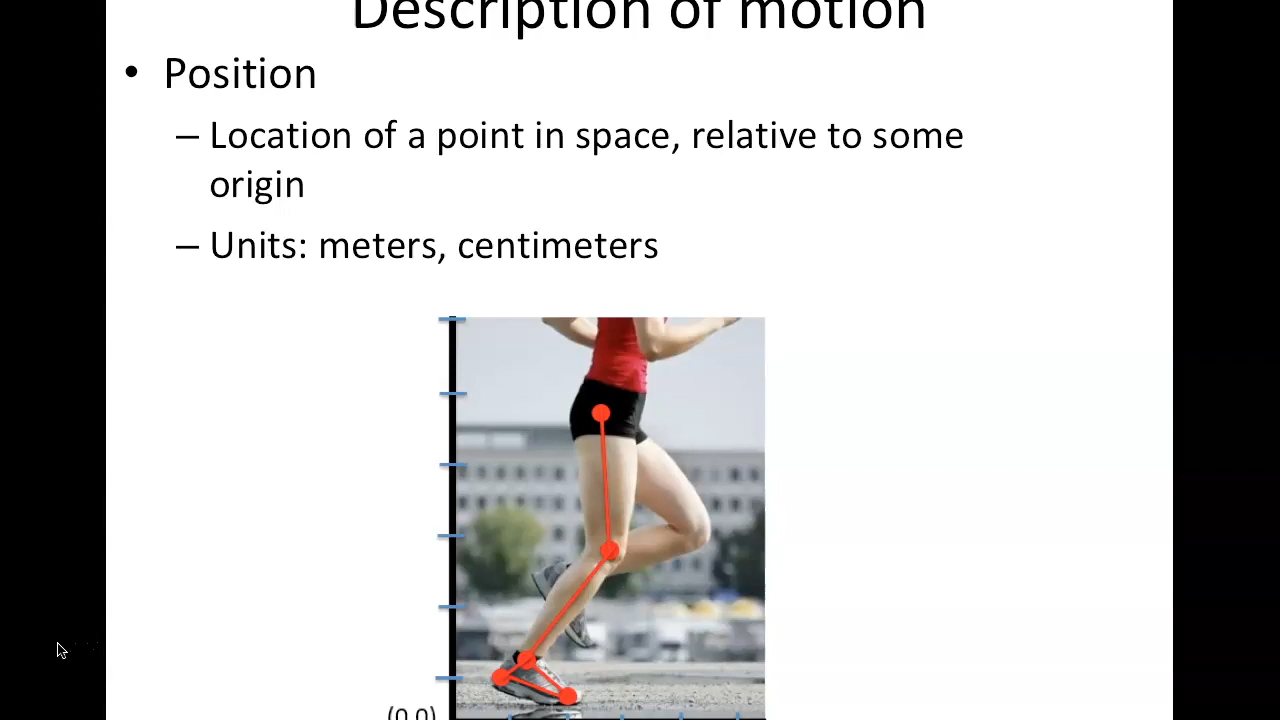 Description of motion
• Position
– Location of a point in space, relative to some
origin
– Units: meters, centimeters
(0,0)